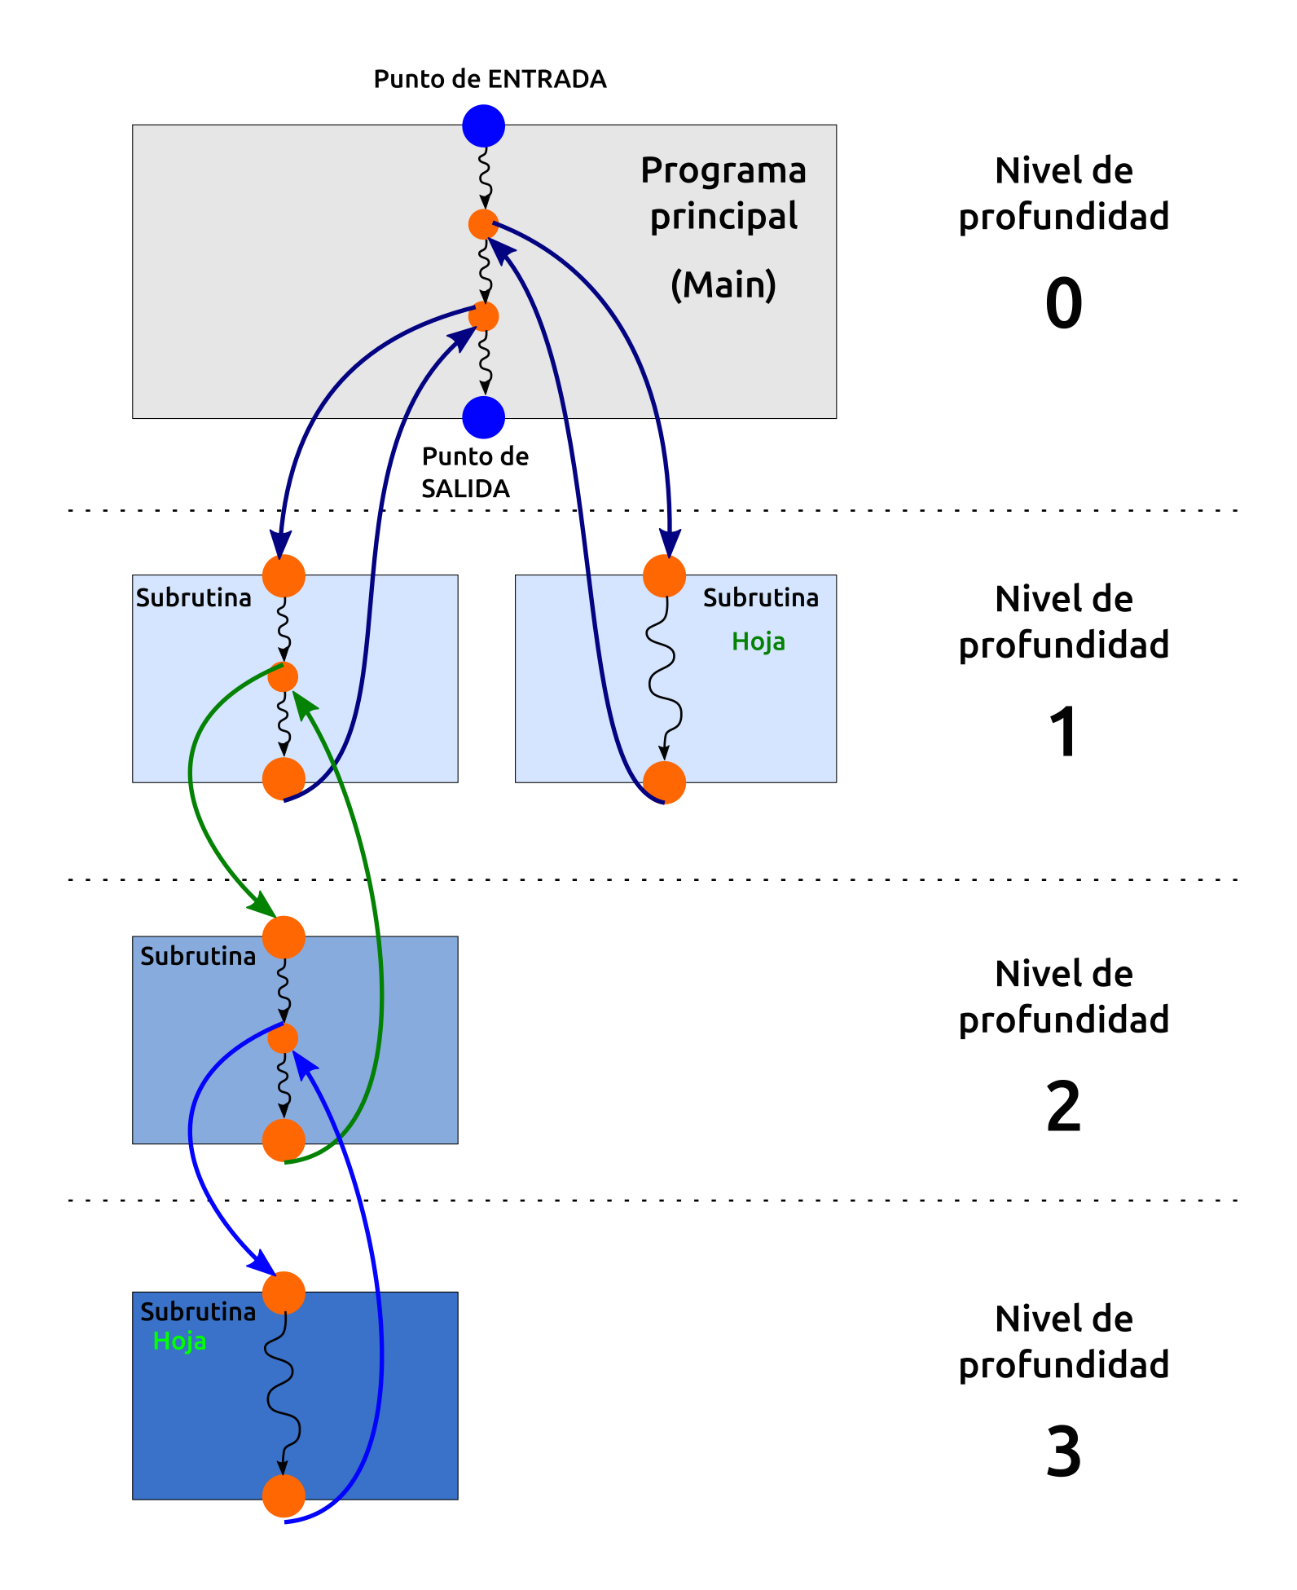 Punto de ENTRADA
Programa
principal
(Main)
Nivel de
profundidad
0
Punto de
SALIDA
Subrutina
Subrutina
Hoja
Nivel de
profundidad
1
Subrutina
Nivel de
profundidad
2
Subrutina
Hoja
Nivel de
profundidad
3